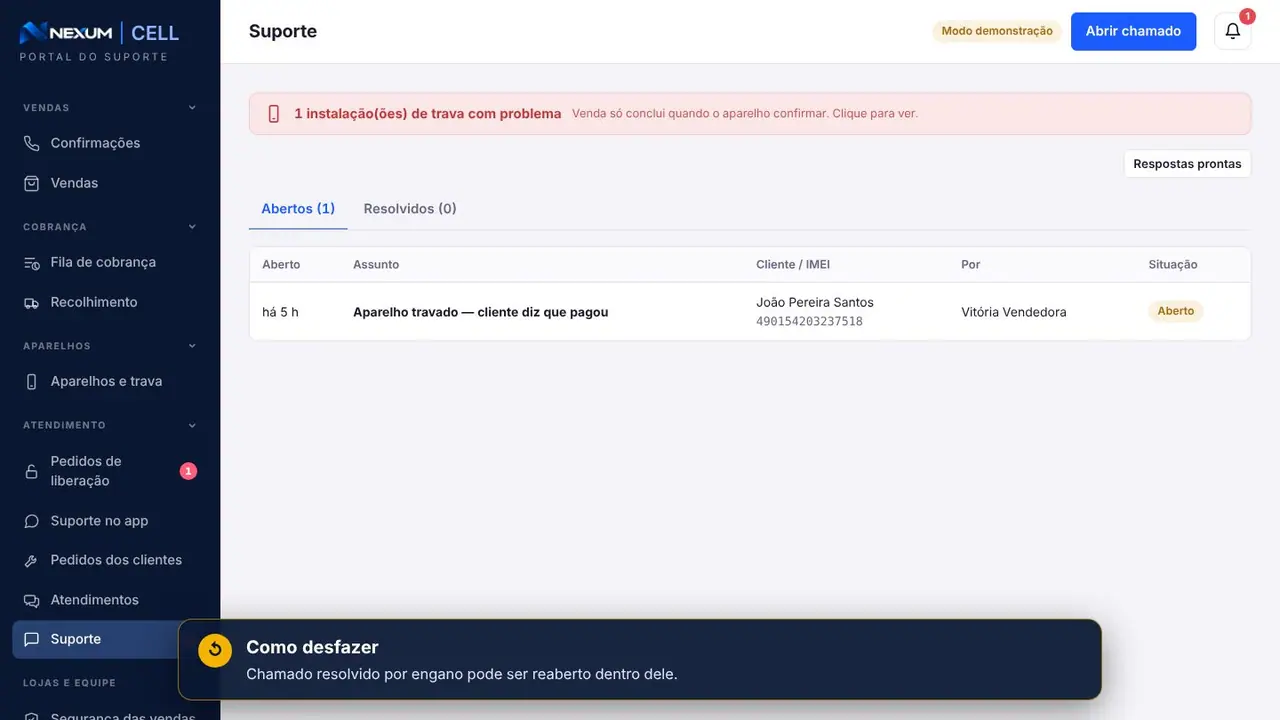 NEXUM | CELL
PORTAL DO SUPORTE
VENDAS
Confirmações
Vendas
COBRANÇA
Fila de cobrança
Recolhimento
APARELHOS
Aparelhos e trava
ATENDIMENTO
Pedidos de
liberação
1
Suporte no app
Pedidos dos clientes
Atendimentos
Suporte
LOJAS E EQUIPE
Segurança das vendas
Suporte
Modo demonstração
Abrir chamado
1
1 instalação(ões) de trava com problema Venda só conclui quando o aparelho confirmar. Clique para ver.
Respostas prontas
Abertos (1) Resolvidos (0)
Aberto Assunto Cliente / IMEI Por Situação
há 5 h Aparelho travado — cliente diz que pagou João Pereira Santos Vitória Vendedora Aberto
490154203237518
Como desfazer
Chamado resolvido por engano pode ser reaberto dentro dele.